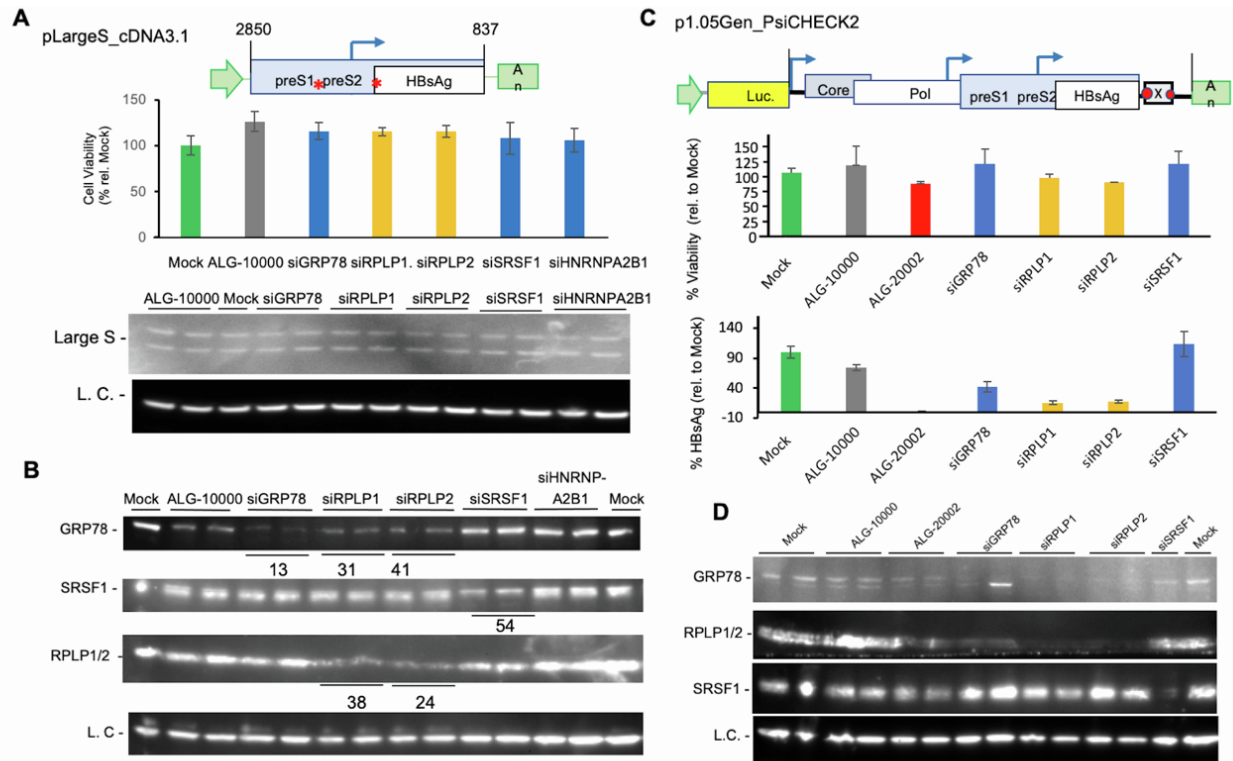 A
pLargeS_cDNA3.1
2850
837
preS1
preS2
HBsAg
A
n
Cell Viability
(% rel. Mock)
150
100
50
0
Mock ALG-10000 siGRP78 siRPLP1. siRPLP2 siSRSF1 siHNRNPA2B1
ALG-10000 Mock siGRP78 siRPLP1 siRPLP2 siSRSF1 siHNRNPA2B1
Large S -
L. C. -
B
Mock ALG-10000 siGRP78 siRPLP1 siRPLP2 siSRSF1 siHNRNP-
A2B1 Mock
GRP78 -
13 31 41
SRSF1 -
54
RPLP1/2 -
38 24
L. C -
C
p1.05Gen_PsiCHECK2
Luc.
Core
Pol
preS1
preS2
HBsAg
X
A
n
% Viability (rel. to Mock)
150
125
100
75
50
25
0
Mock ALG-10000 ALG-20002 siGRP78 siRPLP1 siRPLP2 siSRSF1
% HBsAg (rel. to Mock)
140
90
40
-10
Mock ALG-10000 ALG-20002 siGRP78 siRPLP1 siRPLP2 siSRSF1
D
Mock ALG-10000 ALG-20002 siGRP78 siRPLP1 siRPLP2 siSRSF1 Mock
GRP78 -
RPLP1/2 -
SRSF1 -
L.C. -